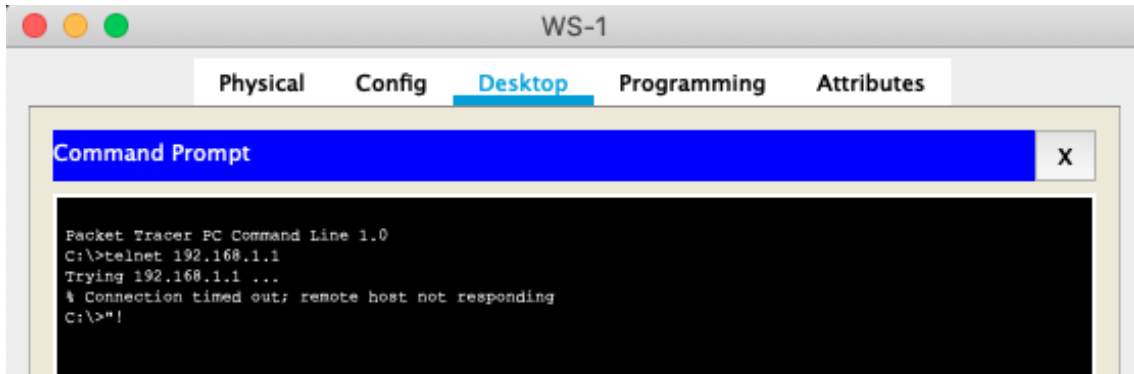 WS-1
Physical Config Desktop Programming Attributes
Command Prompt X
Packet Tracer PC Command Line 1.0
C:\>telnet 192.168.1.1
Trying 192.168.1.1 ...
% Connection timed out; remote host not responding
C:\>"!